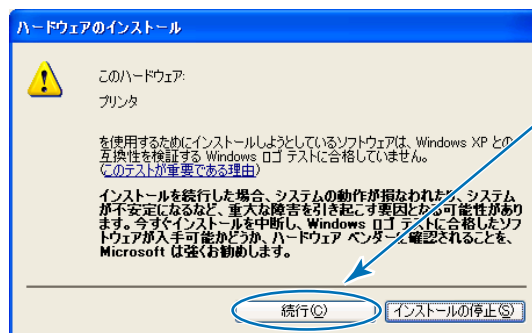 ハードウェアのインストール
このハードウェア:
プリンタ
を使用するためにインストールしようとしているソフトウェアは、Windows XP との
互換性を検証する Windows ロゴ テストに合格していません。
(このテストが重要である理由)
インストールを続行した場合、システムの動作が損なわれたり、システム
が不安定になるなど、重大な障害を引き起こす要因となる可能性があり
ます。今すぐインストールを中断し、Windows ロゴ テストに合格したソフ
トウェアが入手可能かどうか、ハードウェア ベンダーに確認されることを、
Microsoft は強くお勧めします。
続行(C)
インストールの停止(S)